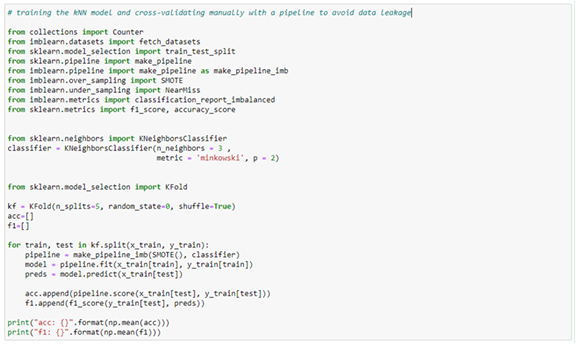 # training the kNN model and cross-validating manually with a pipeline to avoid data leakage
from collections import Counter
from imblearn.datasets import fetch_datasets
from sklearn.model_selection import train_test_split
from sklearn.pipeline import make_pipeline
from imblearn.pipeline import make_pipeline as make_pipeline_imb
from imblearn.over_sampling import SMOTE
from imblearn.under_sampling import NearMiss
from imblearn.metrics import classification_report_imbalanced
from sklearn.metrics import f1_score, accuracy_score
from sklearn.neighbors import KNeighborsClassifier
classifier = KNeighborsClassifier(n_neighbors = 3 ,
metric = 'minkowski', p = 2)
from sklearn.model_selection import KFold
kf = KFold(n_splits=5, random_state=0, shuffle=True)
acc=[]
f1=[]
for train, test in kf.split(x_train, y_train):
pipeline = make_pipeline_imb(SMOTE(), classifier)
model = pipeline.fit(x_train[train], y_train[train])
preds = model.predict(x_train[test])
acc.append(pipeline.score(x_train[test], y_train[test]))
f1.append(f1_score(y_train[test], preds))
print("acc: {}".format(np.mean(acc)))
print("f1: {}".format(np.mean(f1)))